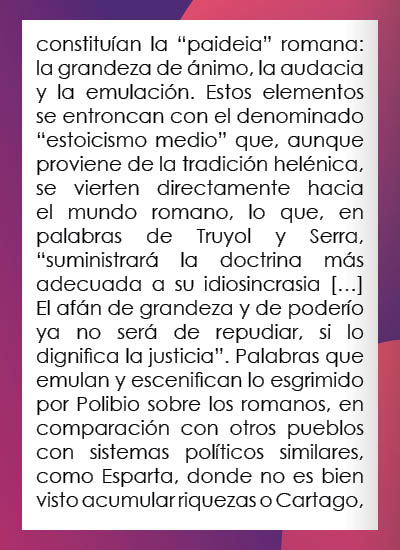 constituían la “paideia” romana:
la grandeza de ánimo, la audacia
y la emulación. Estos elementos
se entroncan con el denominado
“estoicismo medio” que, aunque
proviene de la tradición helénica,
se vierten directamente hacia
el mundo romano, lo que, en
palabras de Truyol y Serra,
“suministrará la doctrina más
adecuada a su idiosincrasia [...]
El afán de grandeza y de poderío
ya no será de repudiar, si lo
dignifica la justicia”. Palabras que
emulan y escenifican lo esgrimido
por Polibio sobre los romanos, en
comparación con otros pueblos
con sistemas políticos similares,
como Esparta, donde no es bien
visto acumular riquezas o Cartago,